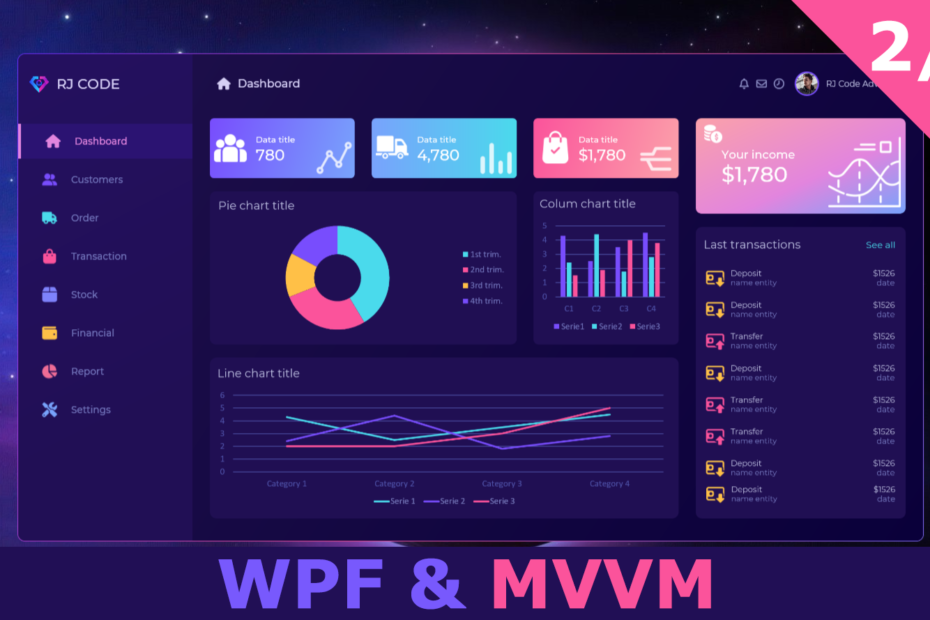 2/
RJ CODE
Dashboard
RJ Code Adv
Dashboard
Customers
Order
Transaction
Stock
Financial
Report
Settings
Data title
780
Data title
4,780
Data title
$1,780
Your income
$1,780
Pie chart title
1st trim.
2nd trim.
3rd trim.
4th trim.
Colum chart title
5
4
3
2
1
0
C1 C2 C3 C4
Serie1 Serie2 Serie3
Line chart title
6
5
4
3
2
1
0
Category 1 Category 2 Category 3 Category 4
Serie 1 Serie 2 Serie 3
Last transactions See all
Deposit $1526
name entity date
Deposit $1526
name entity date
Transfer $1526
name entity date
Deposit $1526
name entity date
Transfer $1526
name entity date
Transfer $1526
name entity date
Deposit $1526
name entity date
Deposit $1526
name entity date
WPF & MVVM